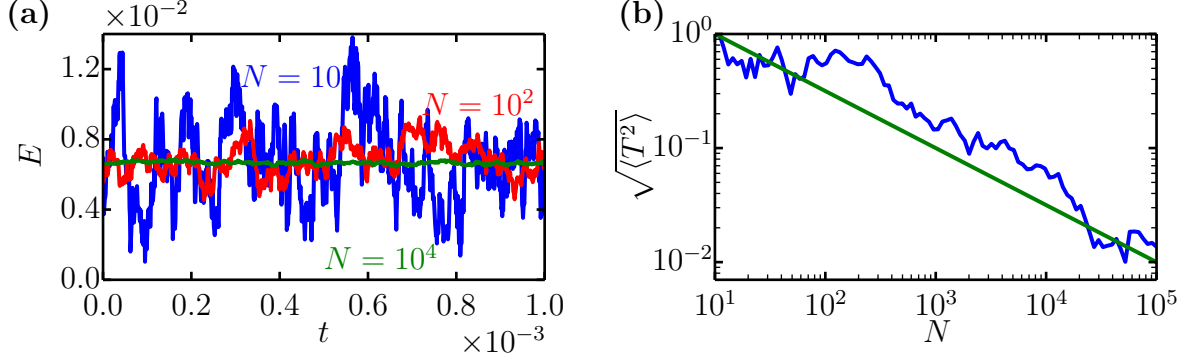 (a)
×10⁻²
1.2
0.8
0.4
0.0
E
N = 10
N = 10²
N = 10⁴
0.0 0.2 0.4 0.6 0.8 1.0
t
×10⁻³
(b)
10⁰
10⁻¹
10⁻²
√⟨T²⟩
10¹ 10² 10³ 10⁴ 10⁵
N